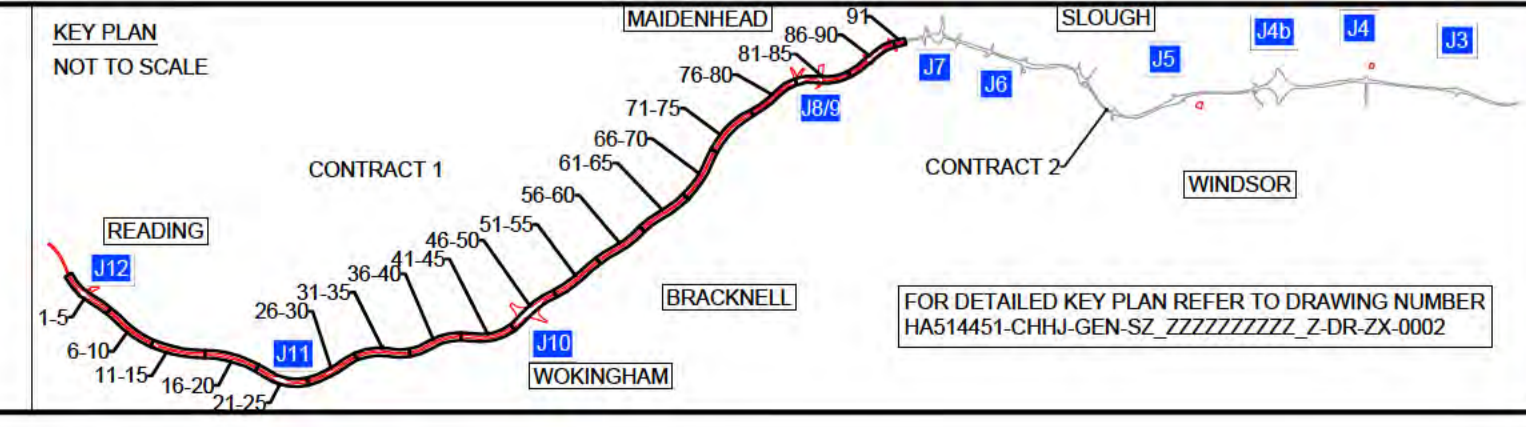 KEY PLAN
NOT TO SCALE
MAIDENHEAD
91
86-90
81-85
76-80
J8/9
71-75
66-70
61-65
56-60
51-55
46-50
41-45
36-40
31-35
26-30
CONTRACT 1
READING
J12
1-5
6-10
11-15
16-20
21-25
J11
J10
WOKINGHAM
BRACKNELL
SLOUGH
J7
J6
J5
J4b
J4
J3
CONTRACT 2
WINDSOR
FOR DETAILED KEY PLAN REFER TO DRAWING NUMBER
HA514451-CHHJ-GEN-SZ_ZZZZZZZZZZ_Z-DR-ZX-0002